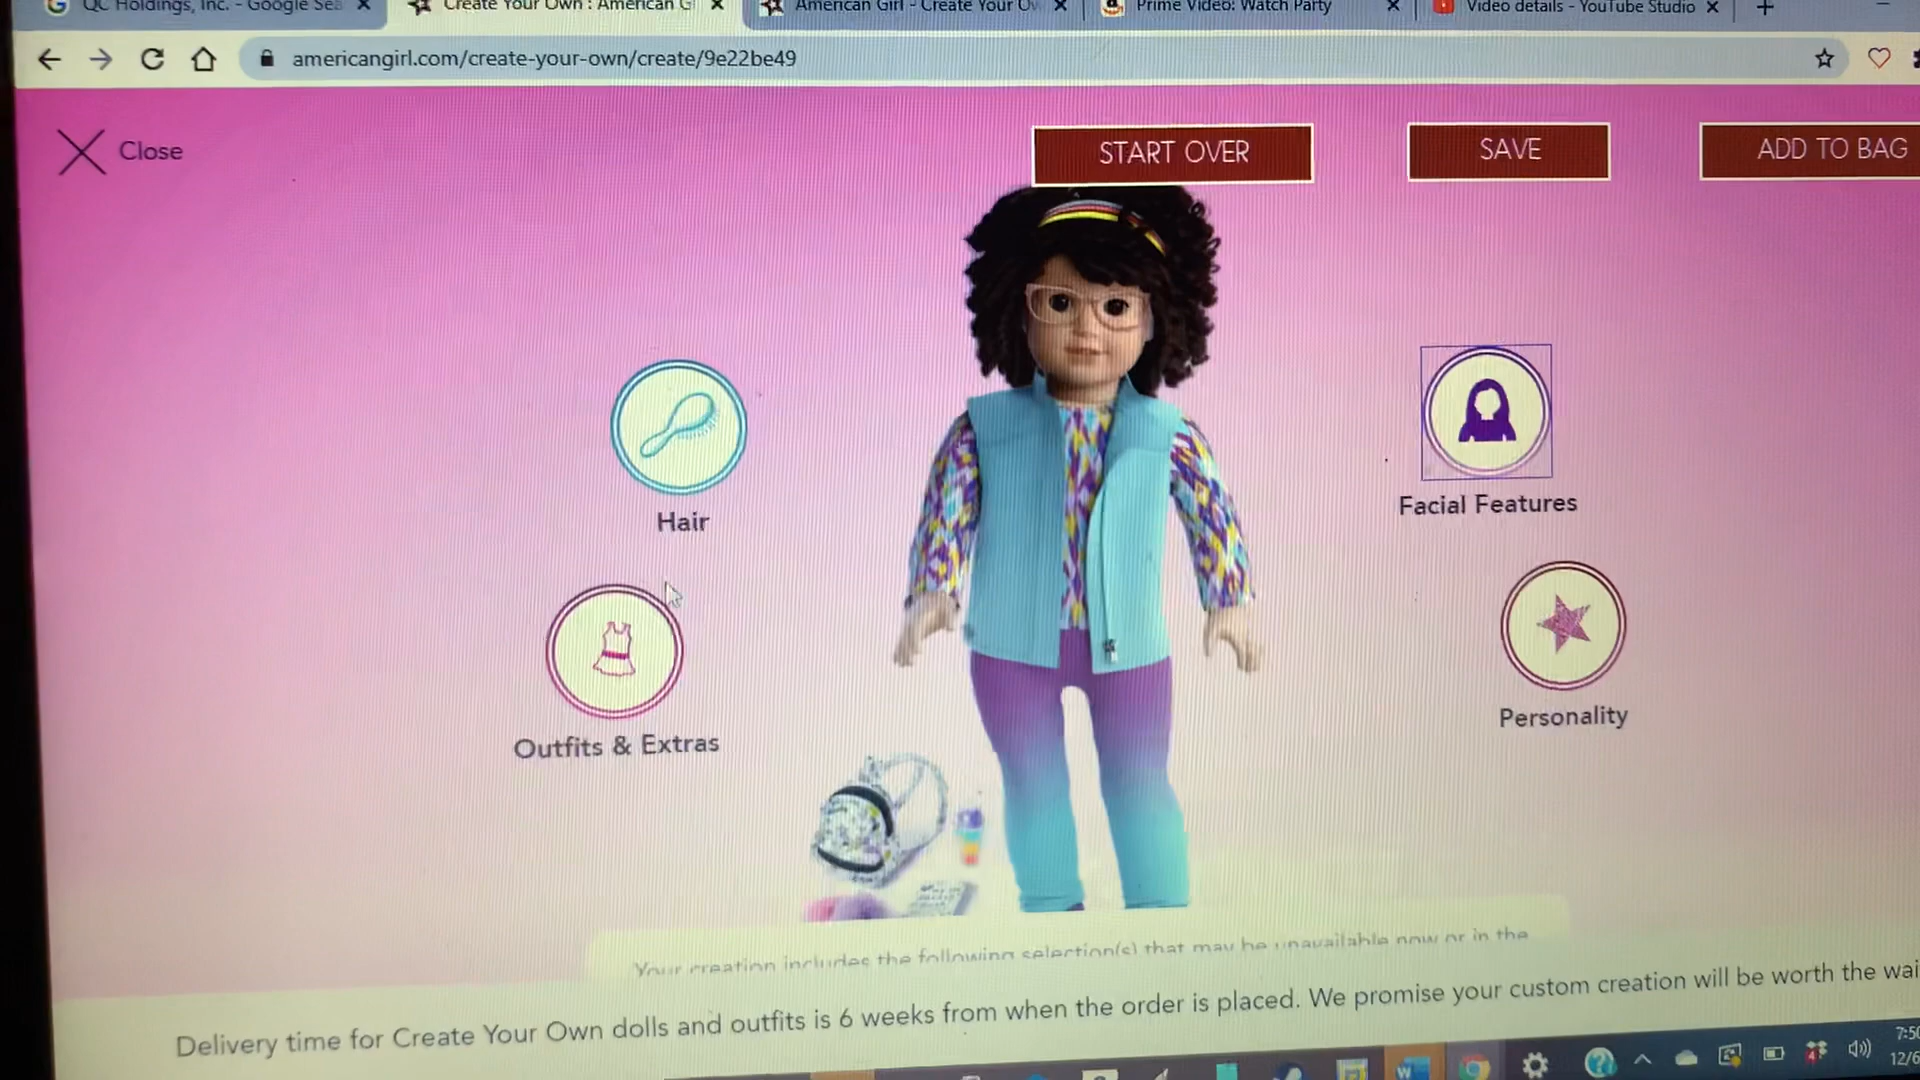 QC Holdings, Inc. - Google Sea
Create Your Own : American G
American Girl - Create Your Ow
Prime Video: Watch Party
Video details - YouTube Studio
americangirl.com/create-your-own/create/9e22be49
Close
START OVER
SAVE
ADD TO BAG
Hair
Facial Features
Outfits & Extras
Personality
Your creation includes the following selection(s) that may be unavailable now or in the
Delivery time for Create Your Own dolls and outfits is 6 weeks from when the order is placed. We promise your custom creation will be worth the wai
7:50
12/6